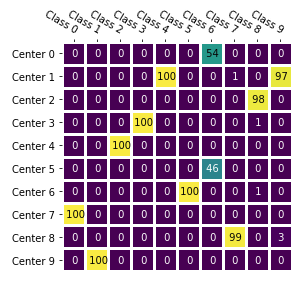 Class 0 Class 1 Class 2 Class 3 Class 4 Class 5 Class 6 Class 7 Class 8 Class 9
Center 0 0 0 0 0 0 0 54 0 0 0
Center 1 0 0 0 0 100 0 0 1 0 97
Center 2 0 0 0 0 0 0 0 0 98 0
Center 3 0 0 0 100 0 0 0 0 1 0
Center 4 0 0 100 0 0 0 0 0 0 0
Center 5 0 0 0 0 0 0 46 0 0 0
Center 6 0 0 0 0 0 100 0 0 1 0
Center 7 100 0 0 0 0 0 0 0 0 0
Center 8 0 0 0 0 0 0 0 99 0 3
Center 9 0 100 0 0 0 0 0 0 0 0